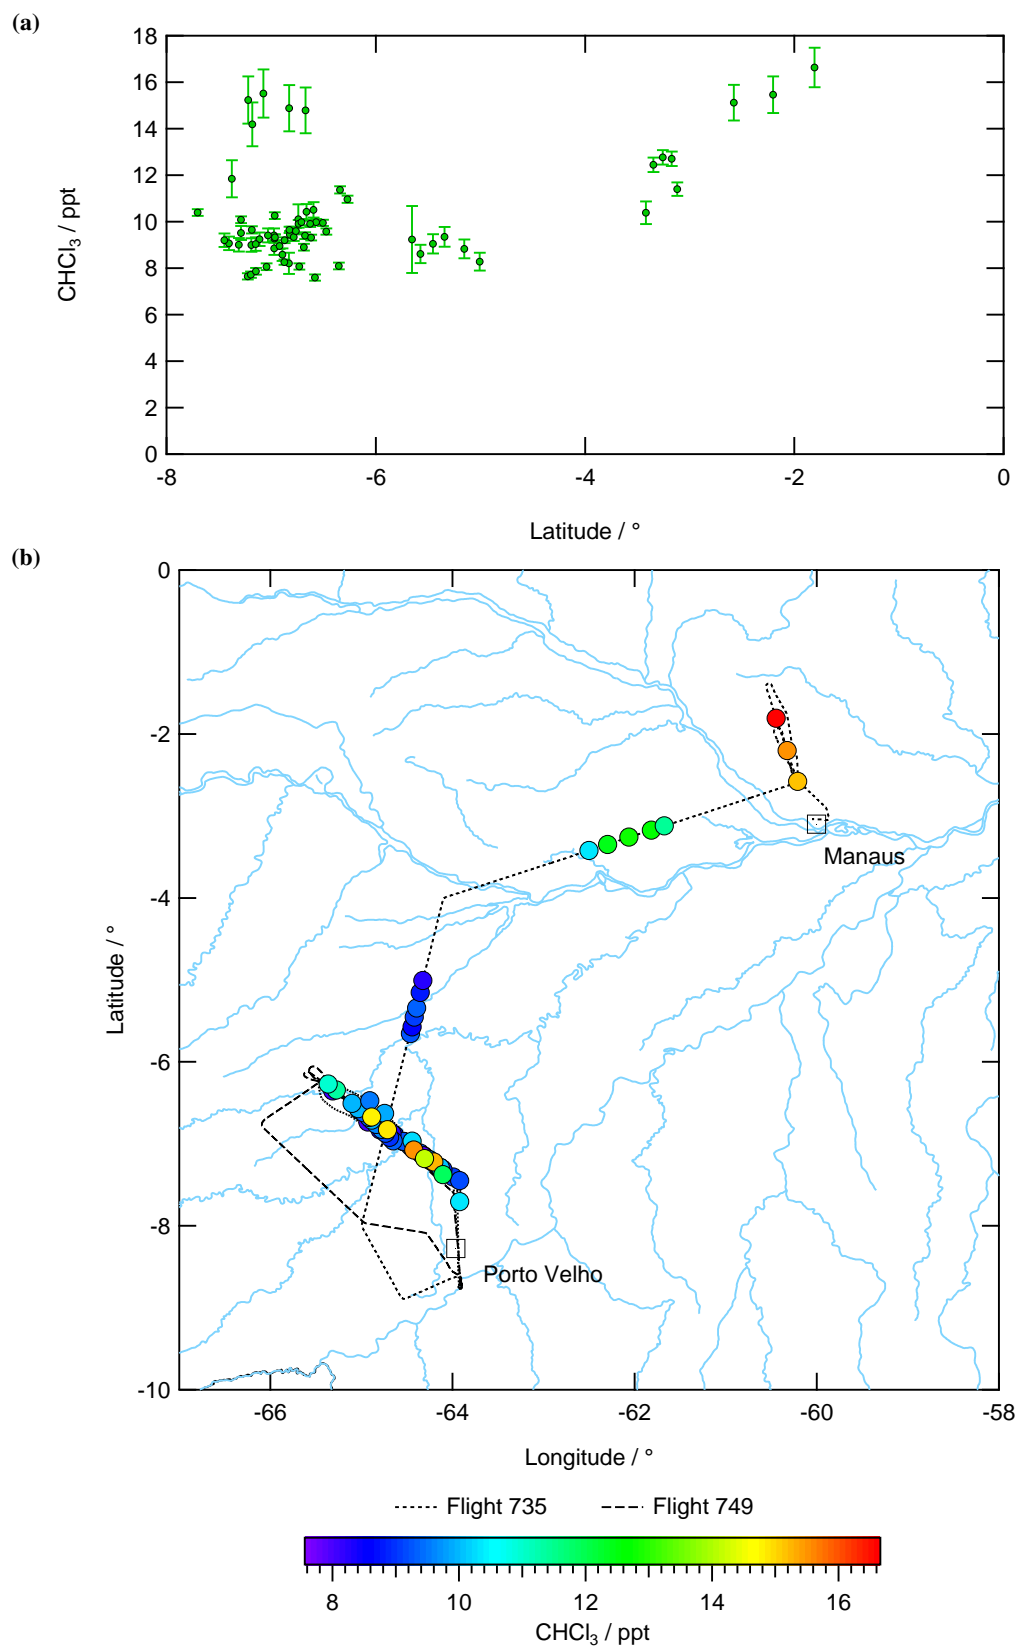 (a)
18
16
14
12
10
8
6
4
2
0
CHCl₃ / ppt
-8 -6 -4 -2 0
Latitude / °
(b)
0
-2
-4
-6
-8
-10
Latitude / °
Manaus
Porto Velho
-66 -64 -62 -60 -58
Longitude / °
Flight 735 Flight 749
8 10 12 14 16
CHCl₃ / ppt